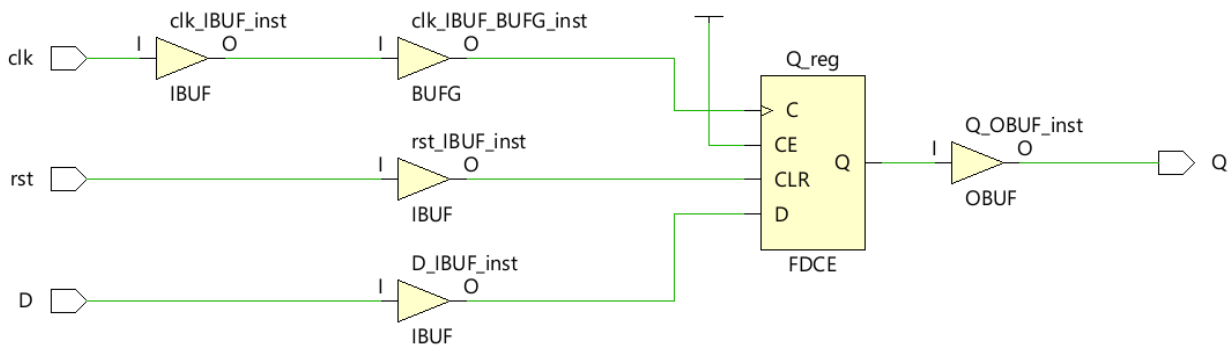 clk_IBUF_inst
clk_IBUF_BUFG_inst
clk
I
O
I
O
IBUF
BUFG
Q_reg
C
CE
CLR
D
Q
FDCE
rst_IBUF_inst
rst
I
O
IBUF
Q_OBUF_inst
I
O
Q
OBUF
D_IBUF_inst
D
I
O
IBUF